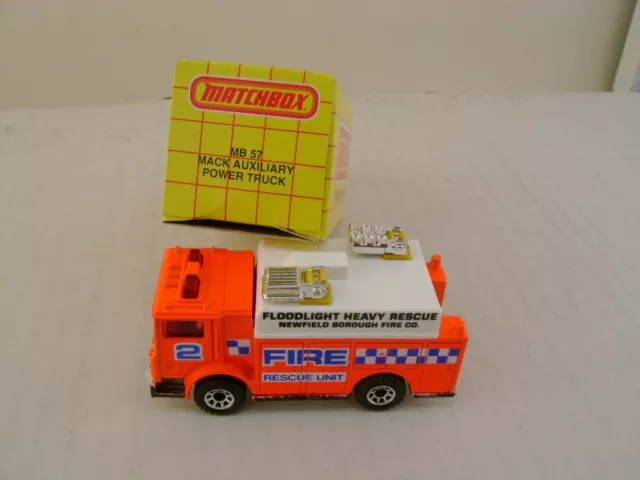 MATCHBOX
MB 57
MACK AUXILIARY
POWER TRUCK
FLOODLIGHT HEAVY RESCUE
NEWFIELD BOROUGH FIRE CO.
2
FIRE
RESCUE UNIT